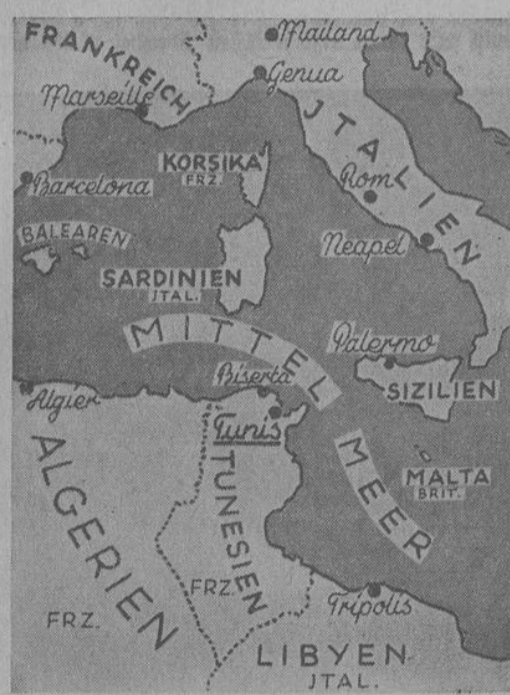 FRANKREICH
Mailand
Genua
Marseille
JTALIEN
KORSIKA
FRZ.
Rom
Barcelona
BALEAREN
Neapel
SARDINIEN
JTAL.
MITTEL
MEER
Palermo
Biserta
SIZILIEN
Algier
Tunis
ALGERIEN
FRZ.
TUNESIEN
FRZ.
MALTA
BRIT.
Tripolis
LIBYEN
JTAL.